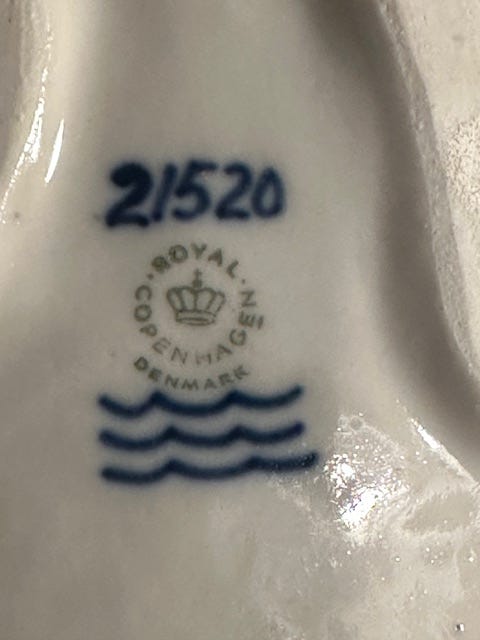 21520
ROYAL
COPENHAGEN
DENMARK